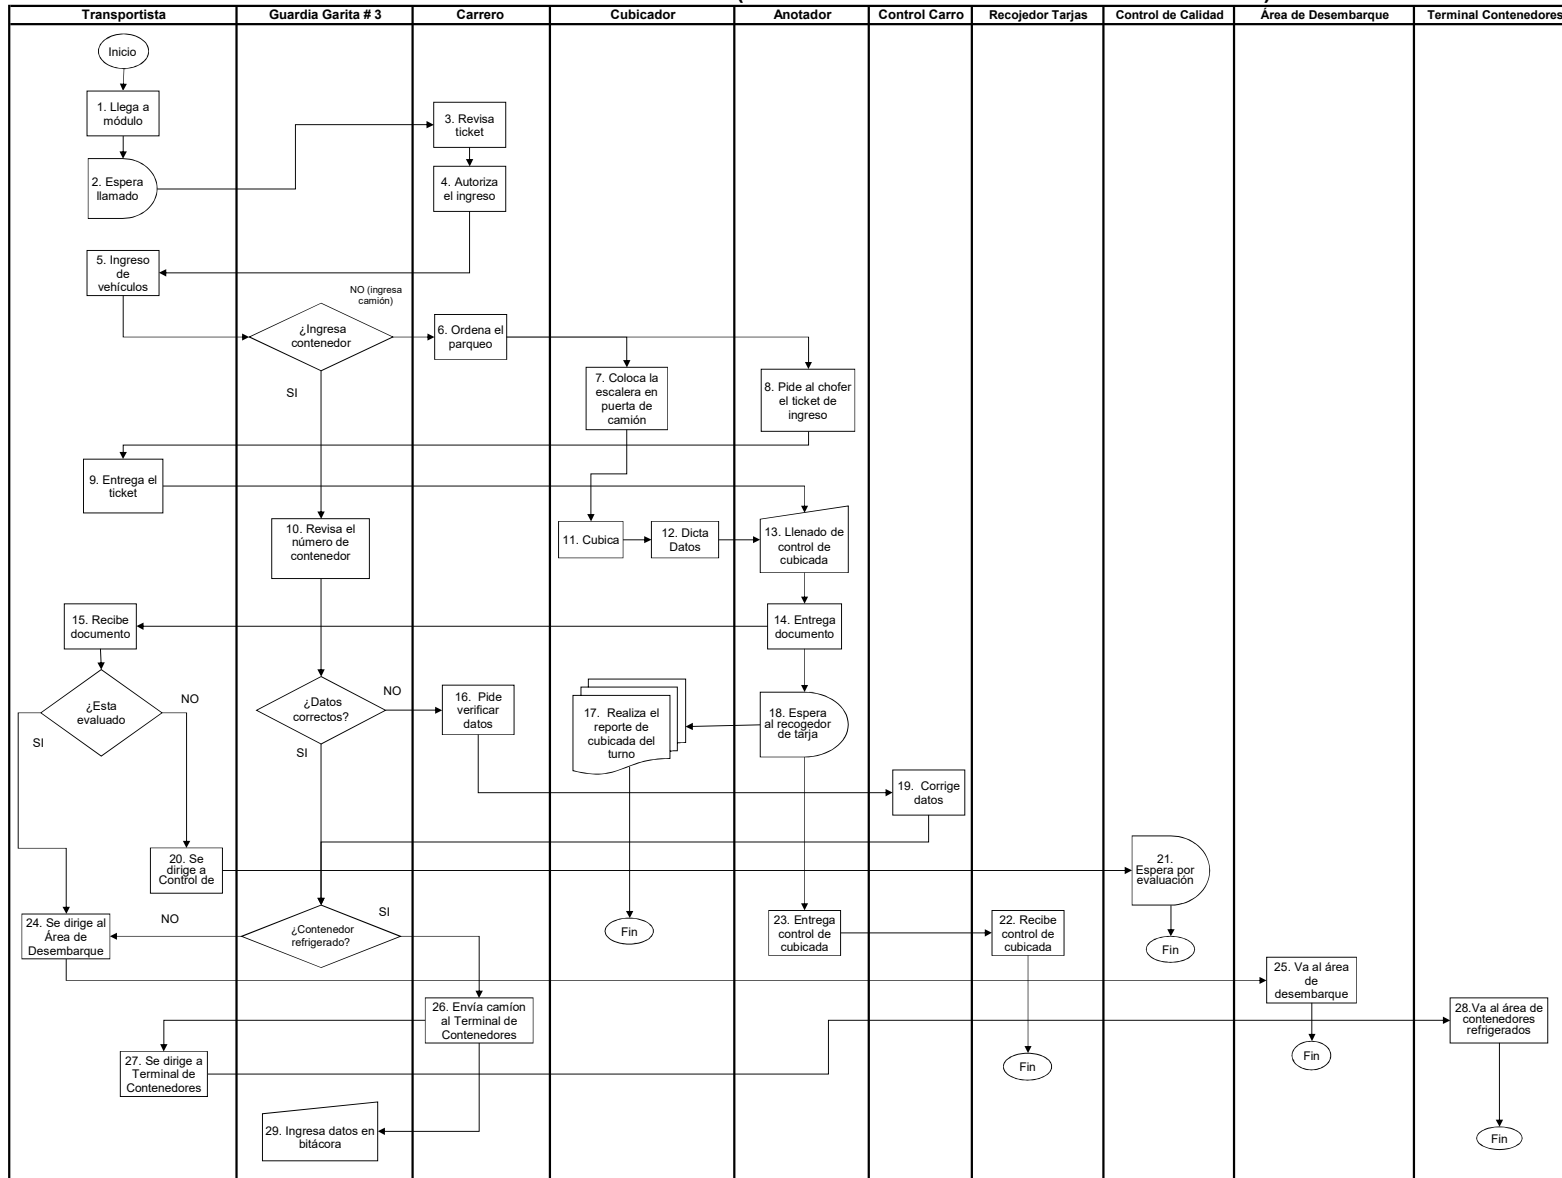 Transportista
Guardia Garita # 3
Carrero
Cubicador
Anotador
Control Carro
Recojedor Tarjas
Control de Calidad
Área de Desembarque
Terminal Contenedores
Inicio
1. Llega a
módulo
2. Espera
llamado
3. Revisa
ticket
4. Autoriza
el ingreso
5. Ingreso
de
vehículos
NO (ingresa
camión)
¿Ingresa
contenedor
SI
6. Ordena el
parqueo
7. Coloca la
escalera en
puerta de
camión
8. Pide al chofer
el ticket de
ingreso
9. Entrega el
ticket
10. Revisa el
número de
contenedor
11. Cubica
12. Dicta
Datos
13. Llenado de
control de
cubicada
14. Entrega
documento
15. Recibe
documento
¿Esta
evaluado
NO
SI
¿Datos
correctos?
NO
SI
16. Pide
verificar
datos
17. Realiza el
reporte de
cubicada del
turno
18. Espera
al recogedor
de tarja
19. Corrige
datos
20. Se
dirige a
Control de
21.
Espera por
evaluación
24. Se dirige al
Área de
Desembarque
NO
¿Contenedor
refrigerado?
SI
Fin
23. Entrega
control de
cubicada
22. Recibe
control de
cubicada
Fin
25. Va al área
de
desembarque
26. Envía camíon
al Terminal de
Contenedores
28.Va al área de
contenedores
refrigerados
27. Se dirige a
Terminal de
Contenedores
Fin
Fin
29. Ingresa datos en
bitácora
Fin